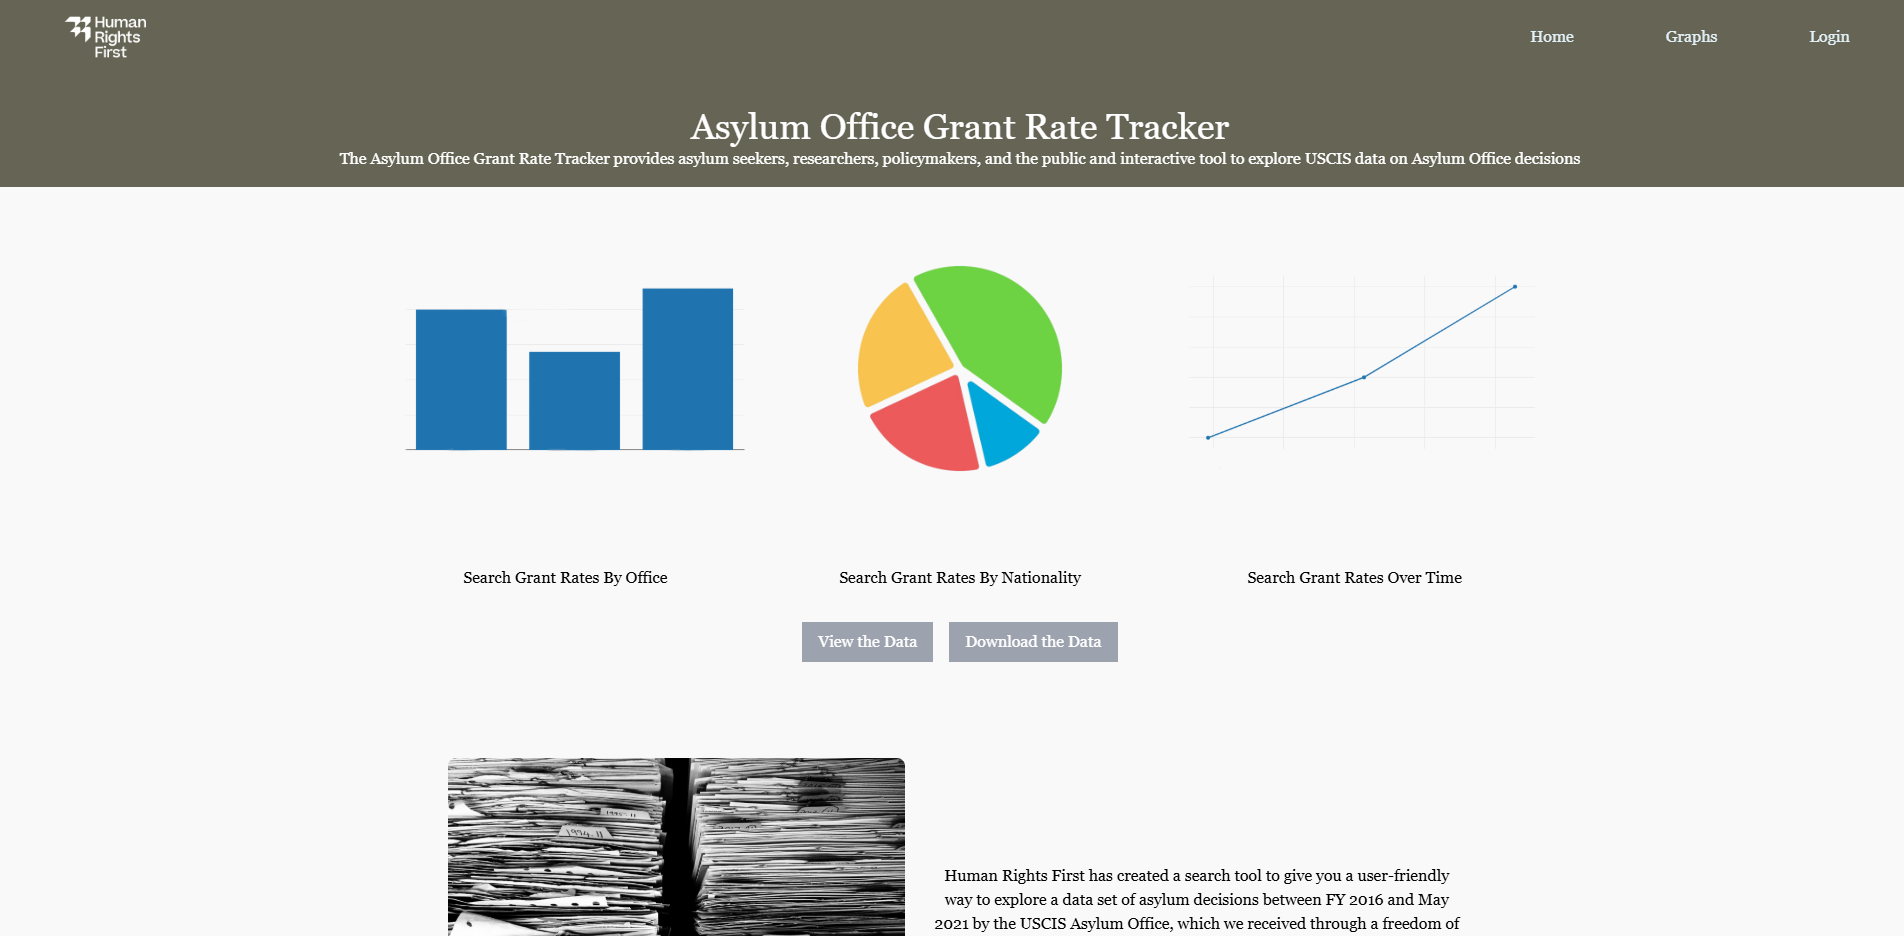 Human
Rights
First
Home
Graphs
Login
Asylum Office Grant Rate Tracker
The Asylum Office Grant Rate Tracker provides asylum seekers, researchers, policymakers, and the public and interactive tool to explore USCIS data on Asylum Office decisions
Search Grant Rates By Office
Search Grant Rates By Nationality
Search Grant Rates Over Time
View the Data
Download the Data
1994.11
Human Rights First has created a search tool to give you a user-friendly
way to explore a data set of asylum decisions between FY 2016 and May
2021 by the USCIS Asylum Office, which we received through a freedom of